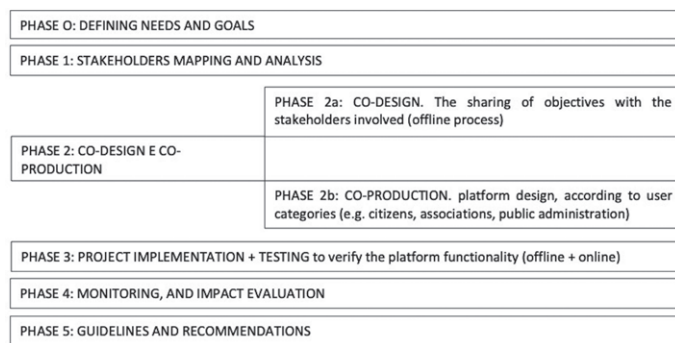 PHASE O: DEFINING NEEDS AND GOALS
PHASE 1: STAKEHOLDERS MAPPING AND ANALYSIS
PHASE 2a: CO-DESIGN. The sharing of objectives with the
stakeholders involved (offline process)
PHASE 2: CO-DESIGN E CO-
PRODUCTION
PHASE 2b: CO-PRODUCTION. platform design, according to user
categories (e.g. citizens, associations, public administration)
PHASE 3: PROJECT IMPLEMENTATION + TESTING to verify the platform functionality (offline + online)
PHASE 4: MONITORING, AND IMPACT EVALUATION
PHASE 5: GUIDELINES AND RECOMMENDATIONS